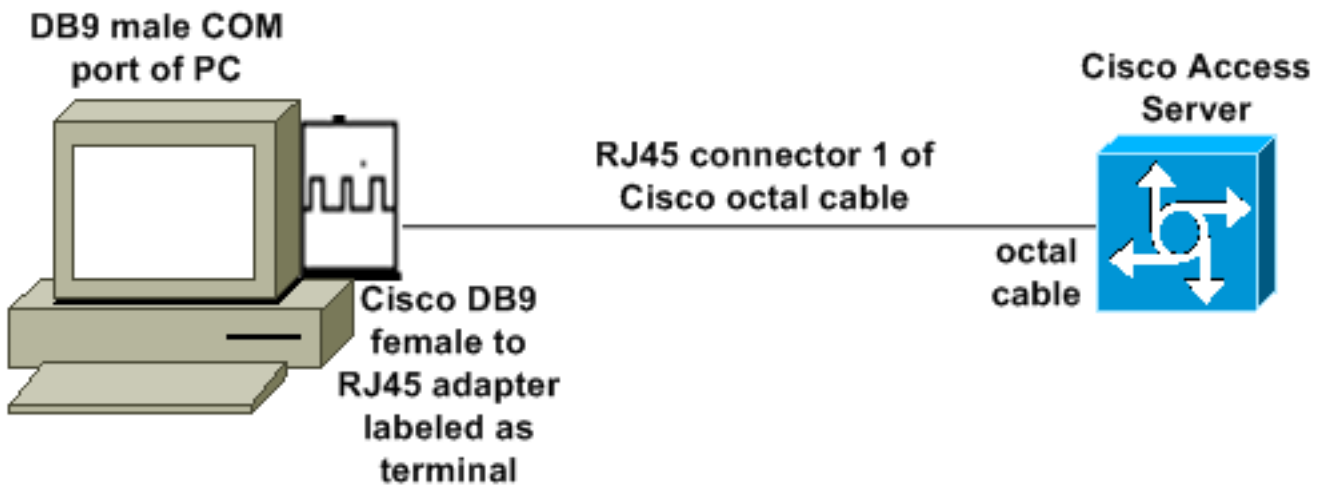 DB9 male COM
port of PC
Cisco Access
Server
RJ45 connector 1 of
Cisco octal cable
octal
cable
Cisco DB9
female to
RJ45 adapter
labeled as
terminal